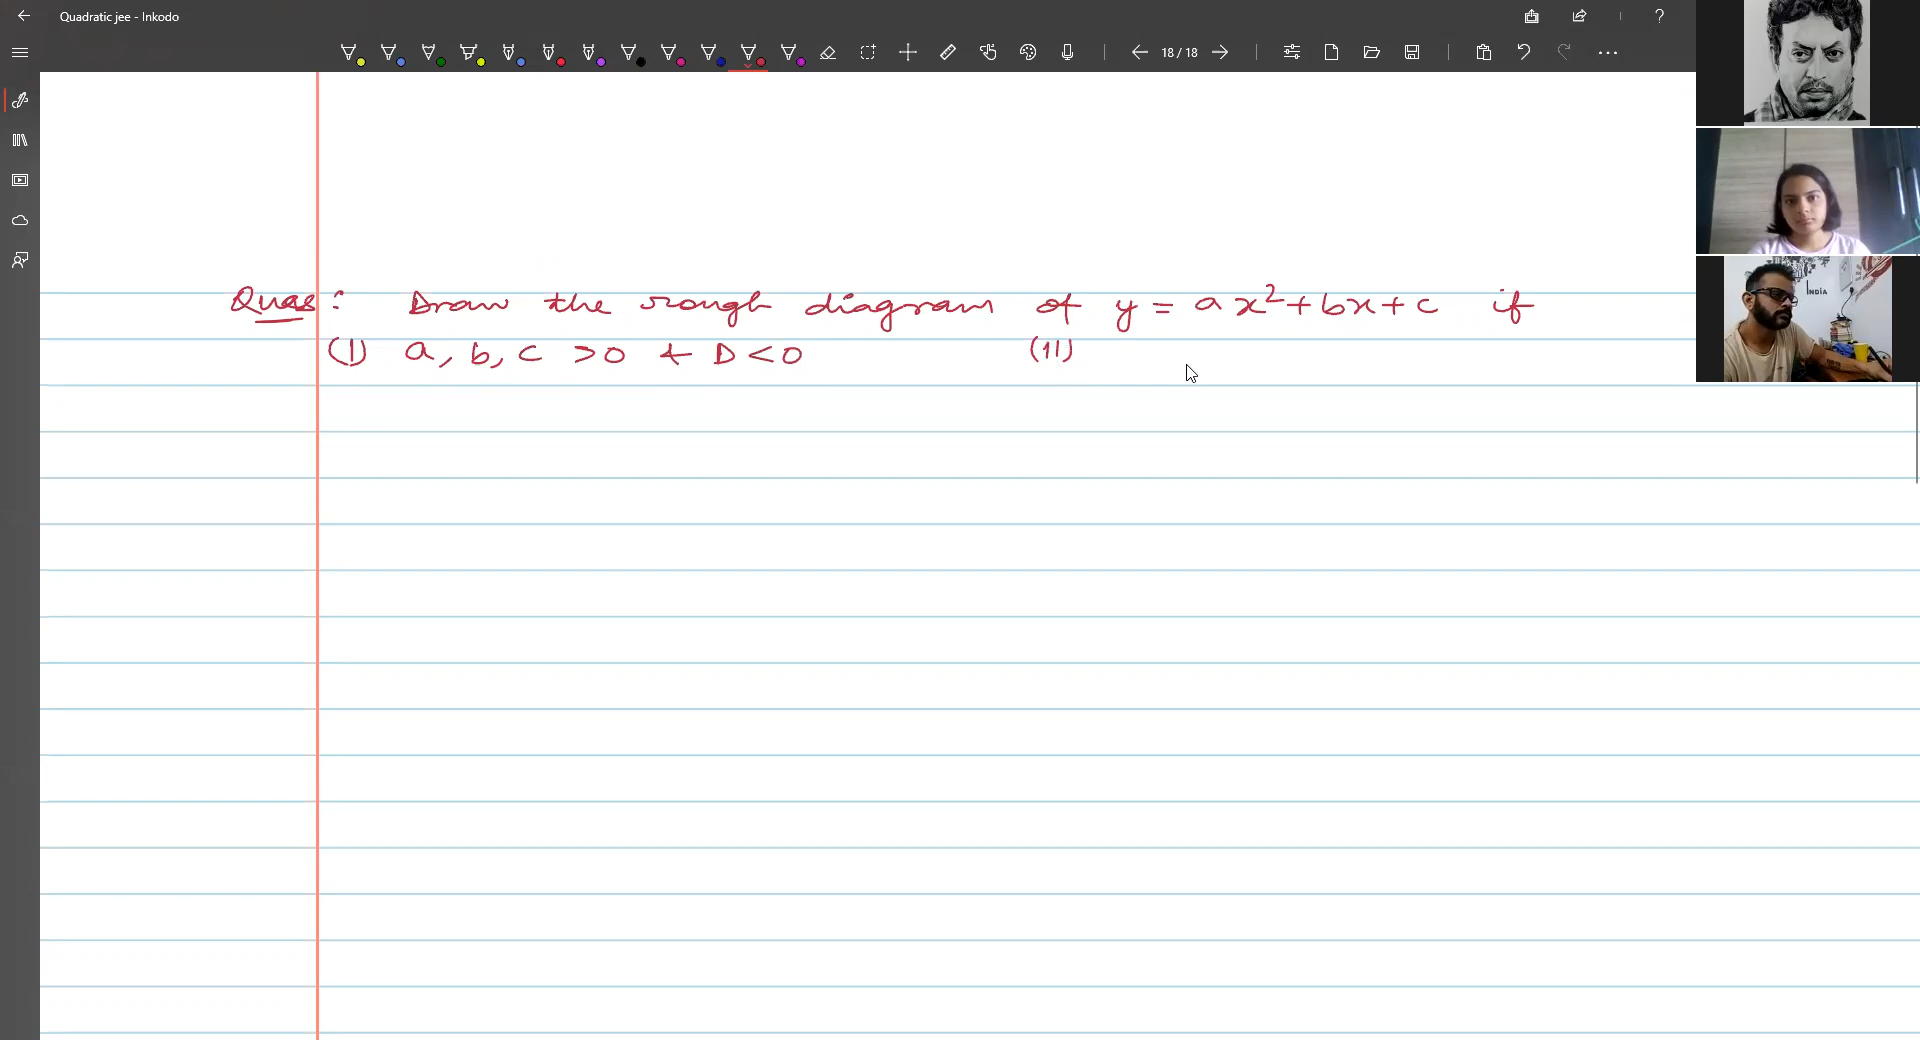 Quadratic jee - Inkodo
18 / 18
Ques : Draw the rough diagram of y = ax²+bx+c if
(I) a, b, c >0 & D<0 (II)
INDIA